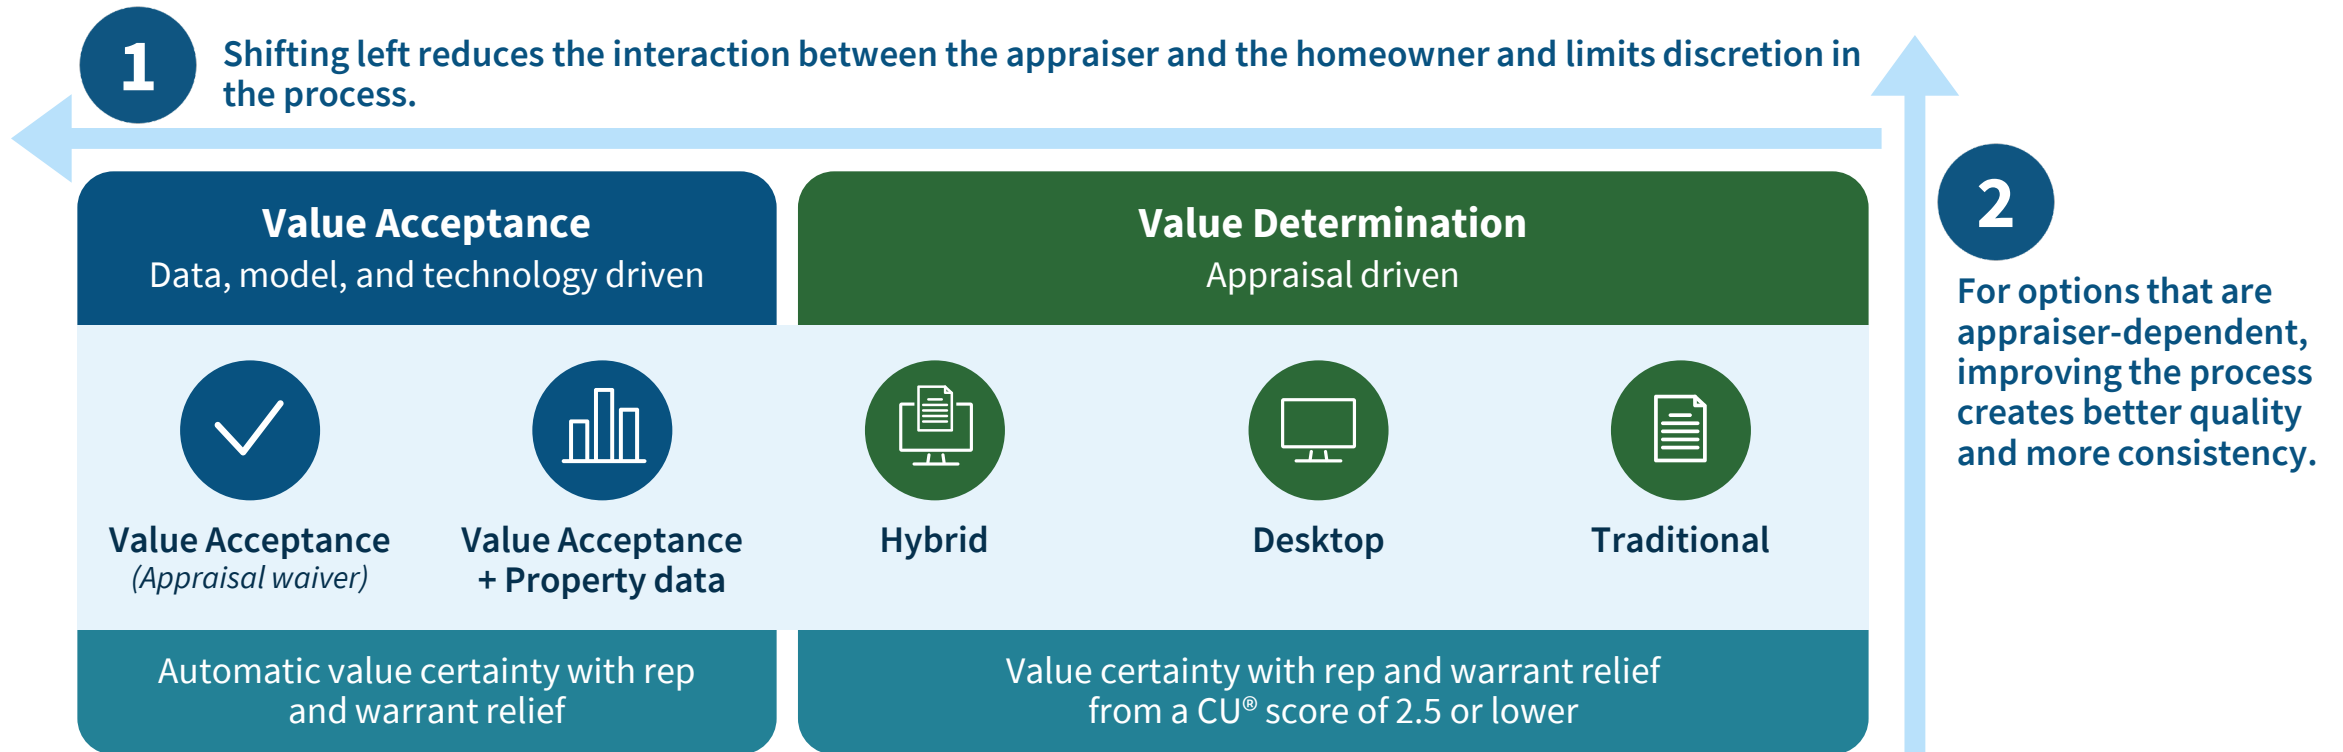 1
Shifting left reduces the interaction between the appraiser and the homeowner and limits discretion in
the process.
2
For options that are
appraiser-dependent,
improving the process
creates better quality
and more consistency.
Value Acceptance
Data, model, and technology driven
Value Determination
Appraisal driven
Value Acceptance
(Appraisal waiver)
Value Acceptance
+ Property data
Hybrid
Desktop
Traditional
Automatic value certainty with rep
and warrant relief
Value certainty with rep and warrant relief
from a CU® score of 2.5 or lower